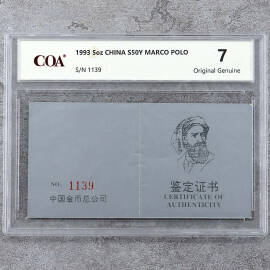 COA
1993 5oz CHINA S50Y MARCO POLO
S/N 1139
7
Original Genuine
NO: 1139
中国金币总公司
鉴定证书
CERTIFICATE OF
AUTHENTICITY